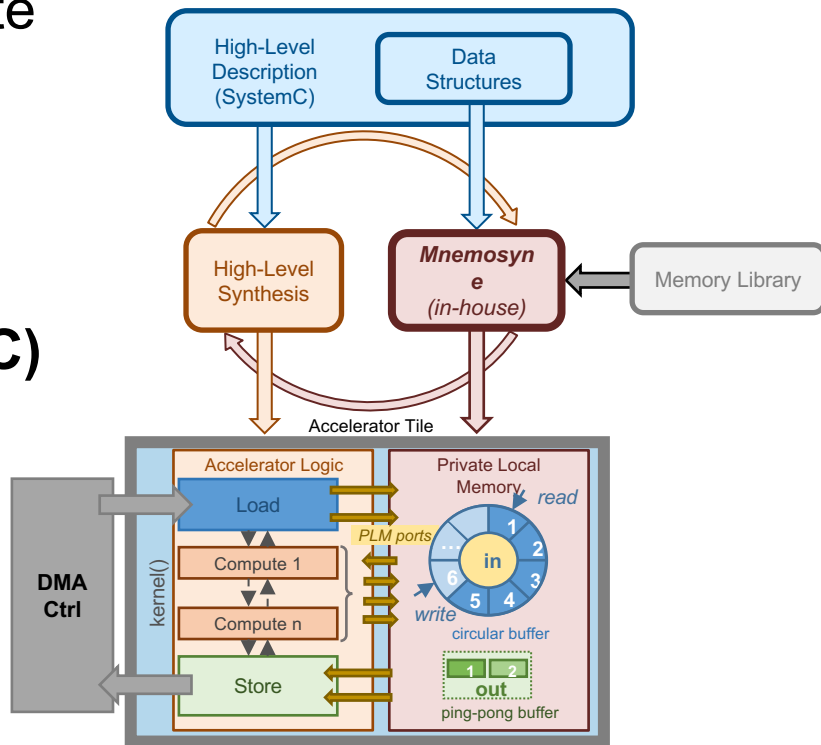 te
High-Level
Description
(SystemC)
Data
Structures
High-Level
Synthesis
Mnemosyn
e
(in-house)
Memory Library
C)
Accelerator Tile
Accelerator Logic
Private Local
Memory
read
Load
PLM ports
kernel()
Compute 1
Compute n
DMA
Ctrl
Store
1
2
3
4
5
6
...
in
write
circular buffer
1
2
out
ping-pong buffer